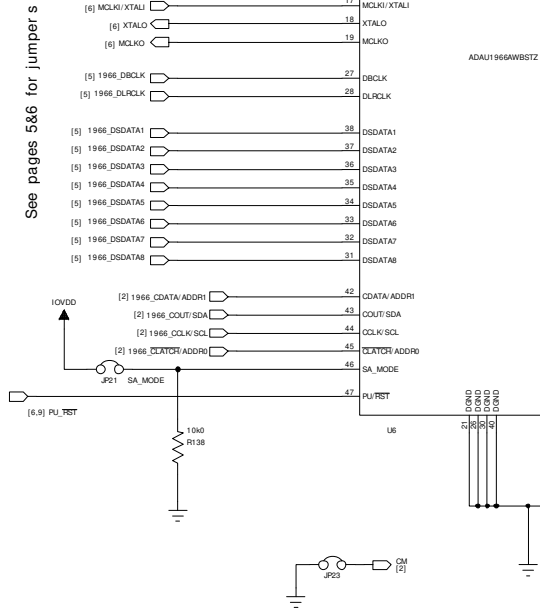 See pages 5&6 for jumper s
[6] MCLKI/XTALI 17 MCLKI/XTALI
[6] XTALO 18 XTALO
[6] MCLKO 19 MCLKO
ADAU1966AWBSTZ
[5] 1966_DBCLK 27 DBCLK
[5] 1966_DLRCLK 28 DLRCLK
[5] 1966_DSDATA1 38 DSDATA1
[5] 1966_DSDATA2 37 DSDATA2
[5] 1966_DSDATA3 36 DSDATA3
[5] 1966_DSDATA4 35 DSDATA4
[5] 1966_DSDATA5 34 DSDATA5
[5] 1966_DSDATA6 33 DSDATA6
[5] 1966_DSDATA7 32 DSDATA7
[5] 1966_DSDATA8 31 DSDATA8
[2] 1966_CDATA/ADDR1 42 CDATA/ADDR1
[2] 1966_COUT/SDA 43 COUT/SDA
[2] 1966_CCLK/SCL 44 CCLK/SCL
[2] 1966_CLATCH/ADDR0 45 CLATCH/ADDR0
IOVDD
JP21 SA_MODE 46 SA_MODE
47 PU/RST
[6,9] PU_RST
U6
DGND DGND DGND DGND
21 26 30 40
10k0
R138
JP23
CM
[2]